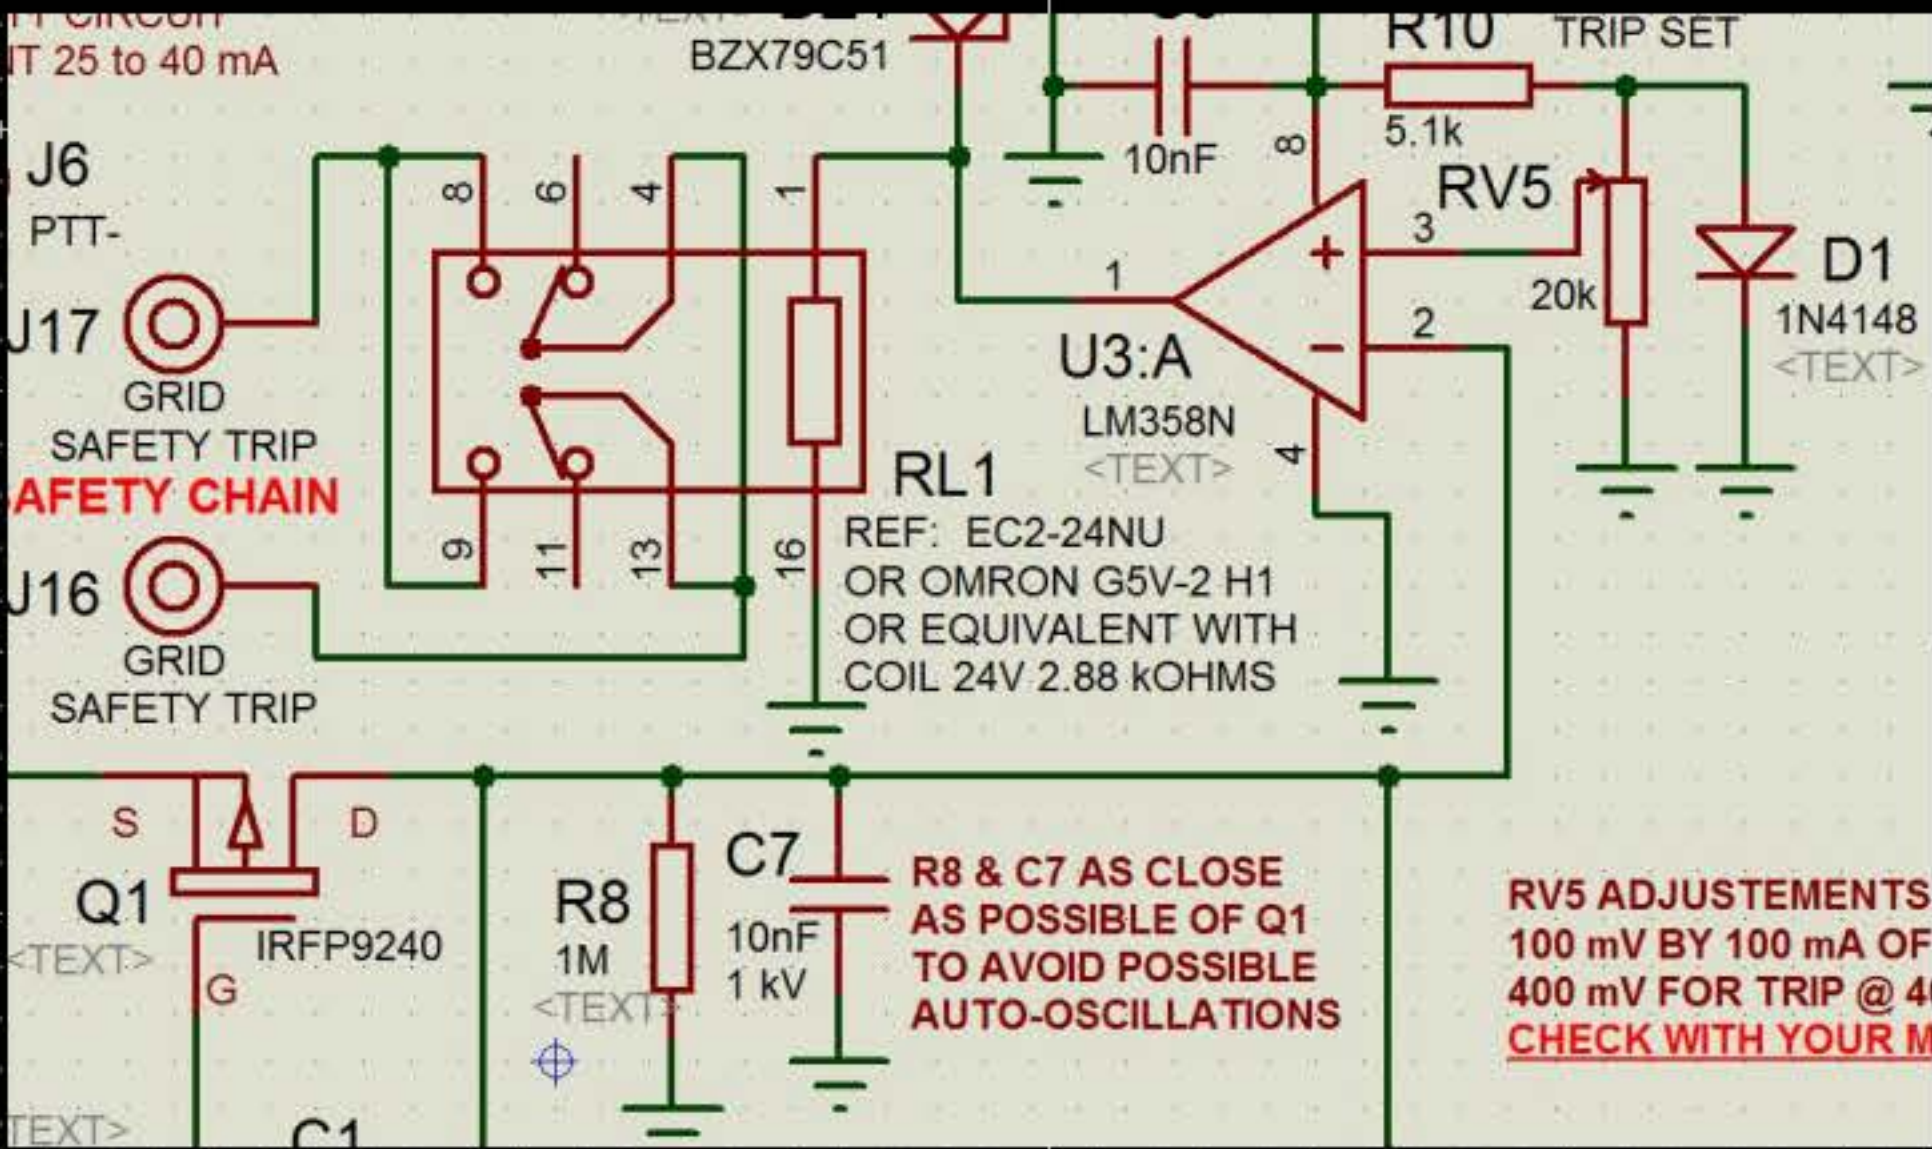 IT 25 to 40 mA
BZX79C51
R10
TRIP SET
J6
PTT-
8
6
4
1
10nF
8
5.1k
RV5
3
1
20k
2
D1
1N4148
<TEXT>
J17
GRID
SAFETY TRIP
AFETY CHAIN
U3:A
LM358N
<TEXT>
4
RL1
REF: EC2-24NU
OR OMRON G5V-2 H1
OR EQUIVALENT WITH
COIL 24V 2.88 kOHMS
9
11
13
16
J16
GRID
SAFETY TRIP
S
D
Q1
<TEXT>
IRFP9240
G
R8
1M
<TEXT>
C7
10nF
1 kV
R8 & C7 AS CLOSE
AS POSSIBLE OF Q1
TO AVOID POSSIBLE
AUTO-OSCILLATIONS
RV5 ADJUSTEMENTS
100 mV BY 100 mA OF
400 mV FOR TRIP @ 40
CHECK WITH YOUR M
TEXT>
C1